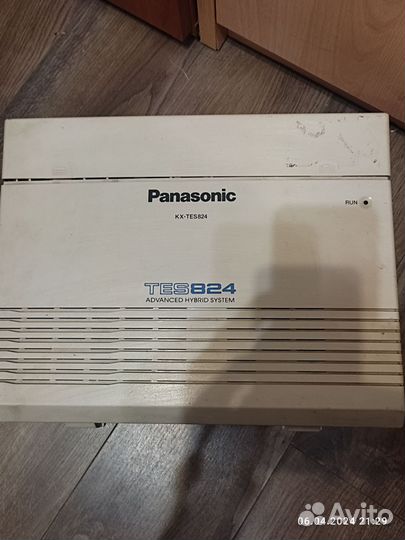 Panasonic
KX-TES824
RUN
TES824
ADVANCED HYBRID SYSTEM
06.04.2024 21:29
Avito